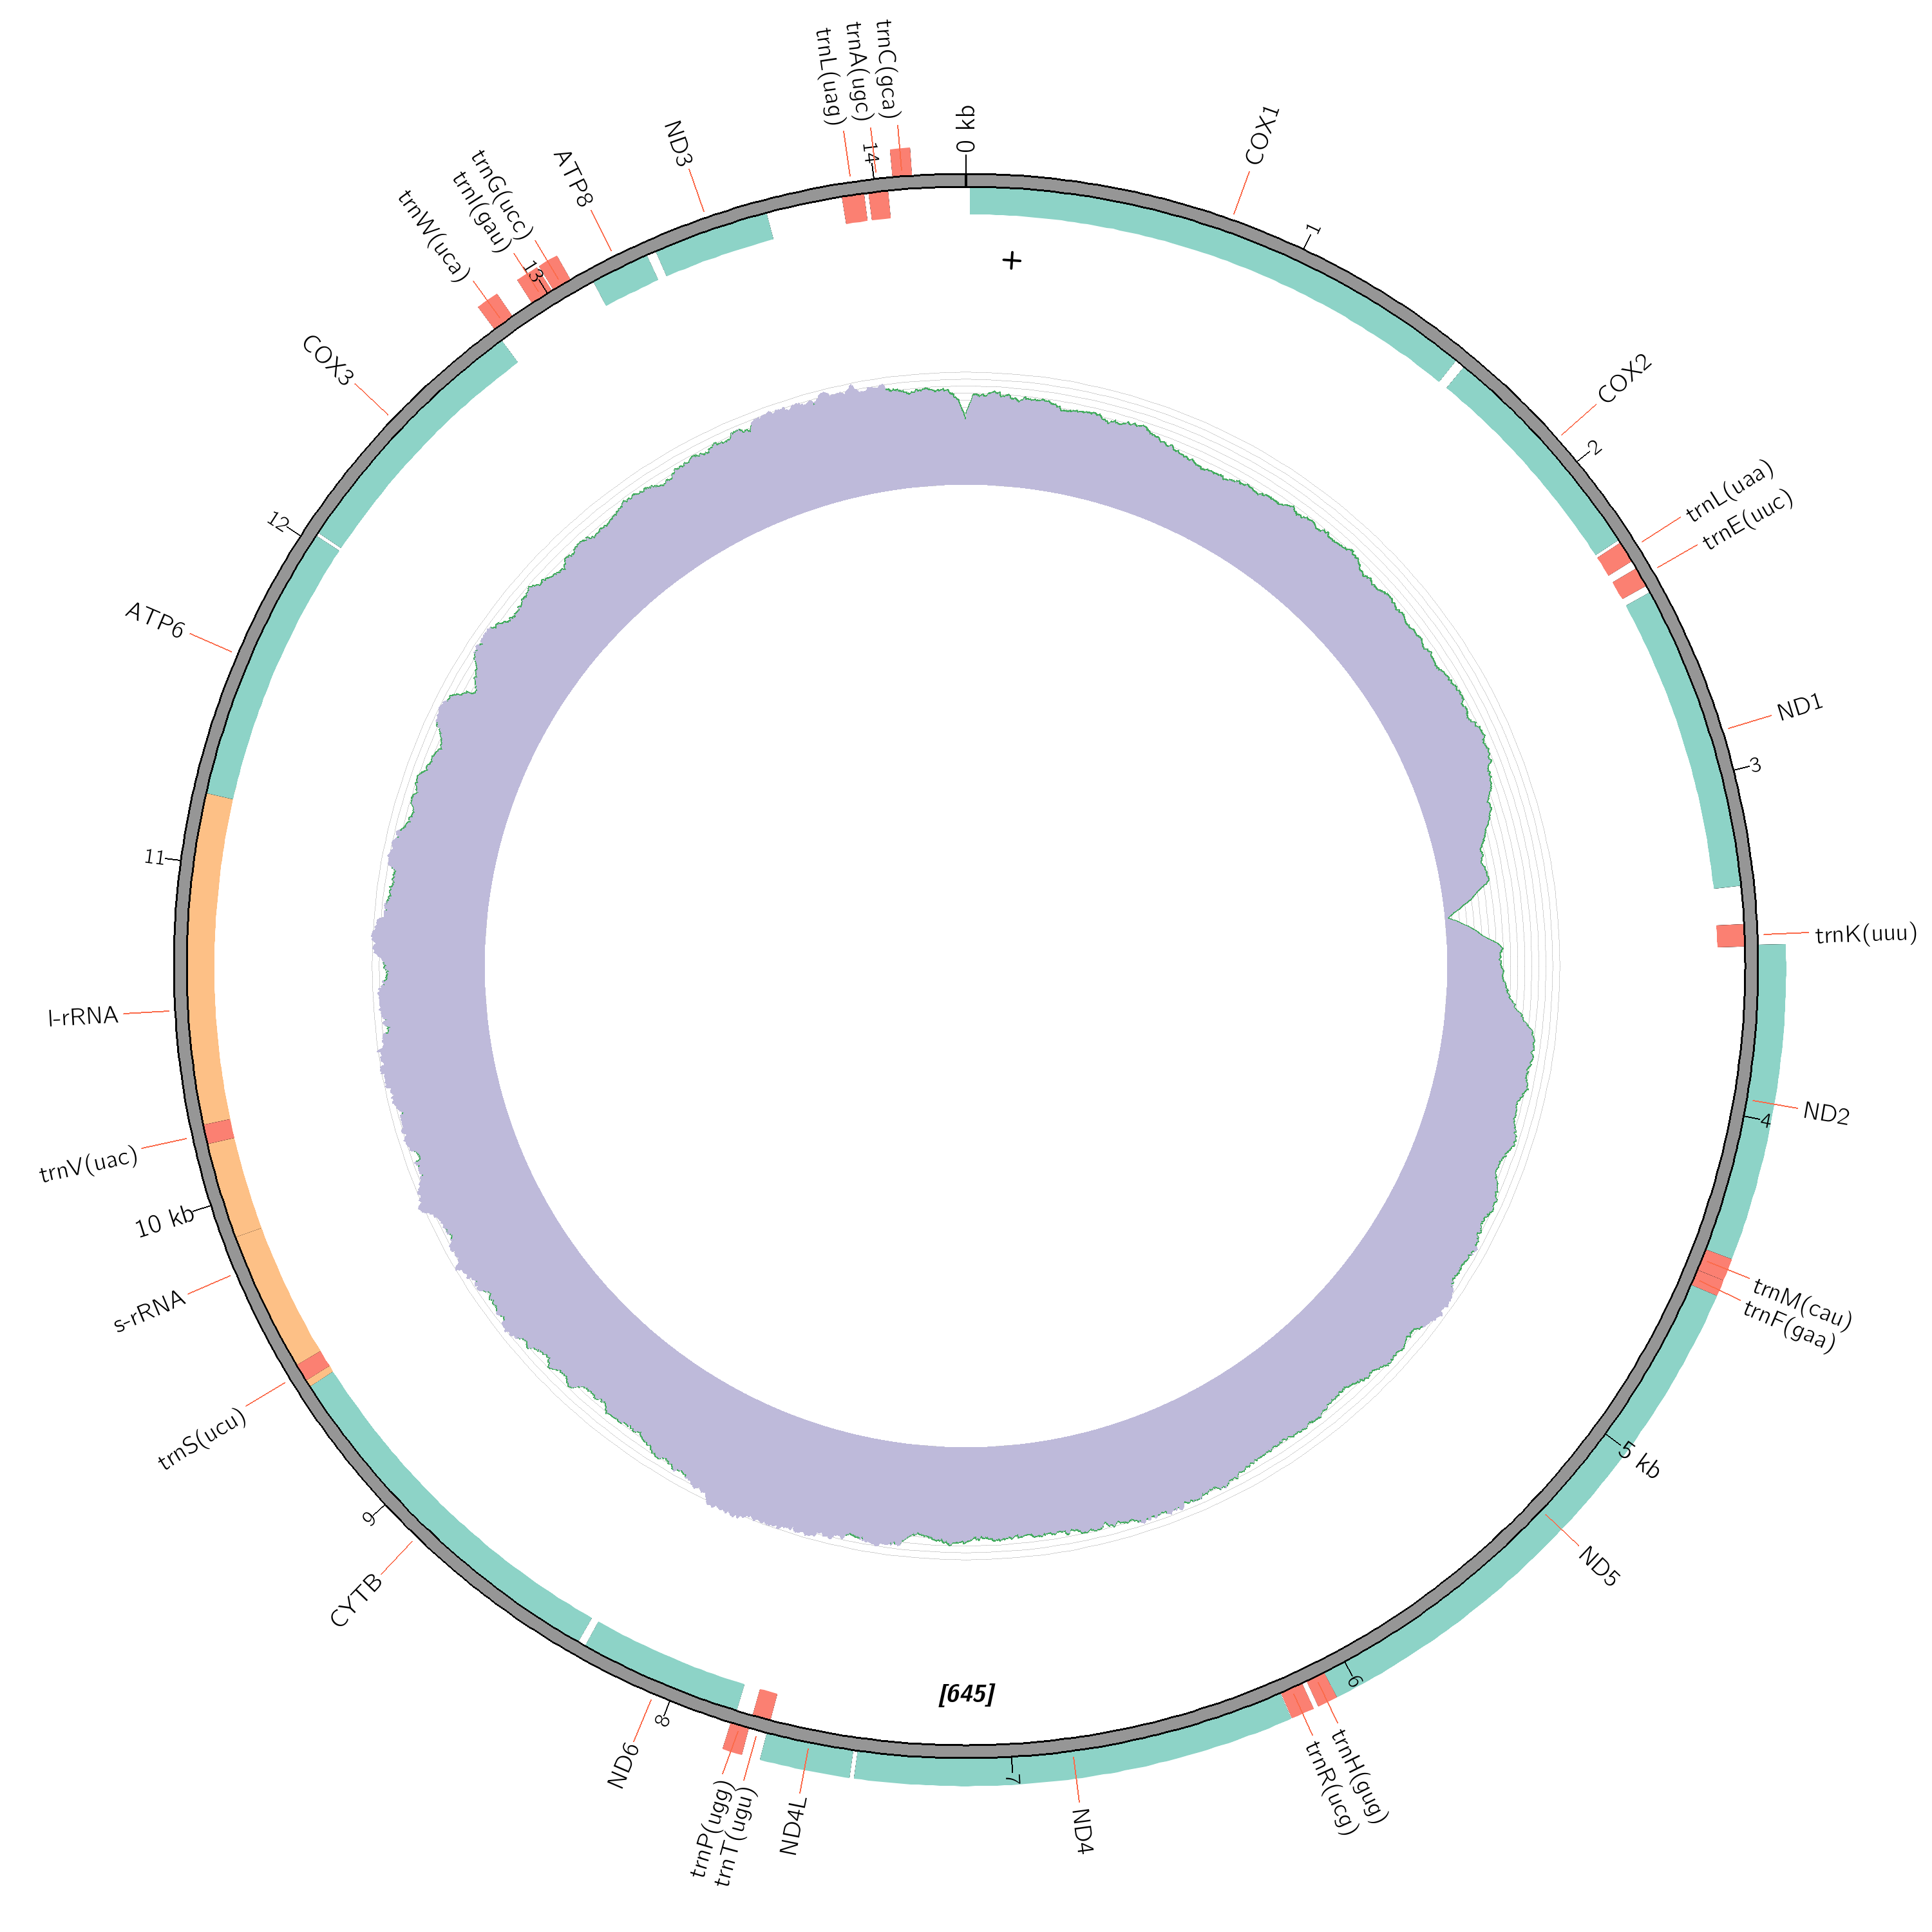 0 kb
COX1
1
COX2
2
trnL(uaa)
trnE(uuc)
ND1
3
trnK(uuu)
ND2
4
trnM(cau)
trnF(gaa)
5 kb
ND5
6
trnH(gug)
trnR(ucg)
ND4
7
ND4L
trnT(ugu)
trnP(ugg)
8
ND6
CYTB
9
trnS(ucu)
s-rRNA
10 kb
trnV(uac)
l-rRNA
11
ATP6
12
COX3
trnW(uca)
13
trnI(gau)
trnG(ucc)
ATP8
ND3
trnL(uag)
14
trnA(ugc)
trnC(gca)
+
[645]